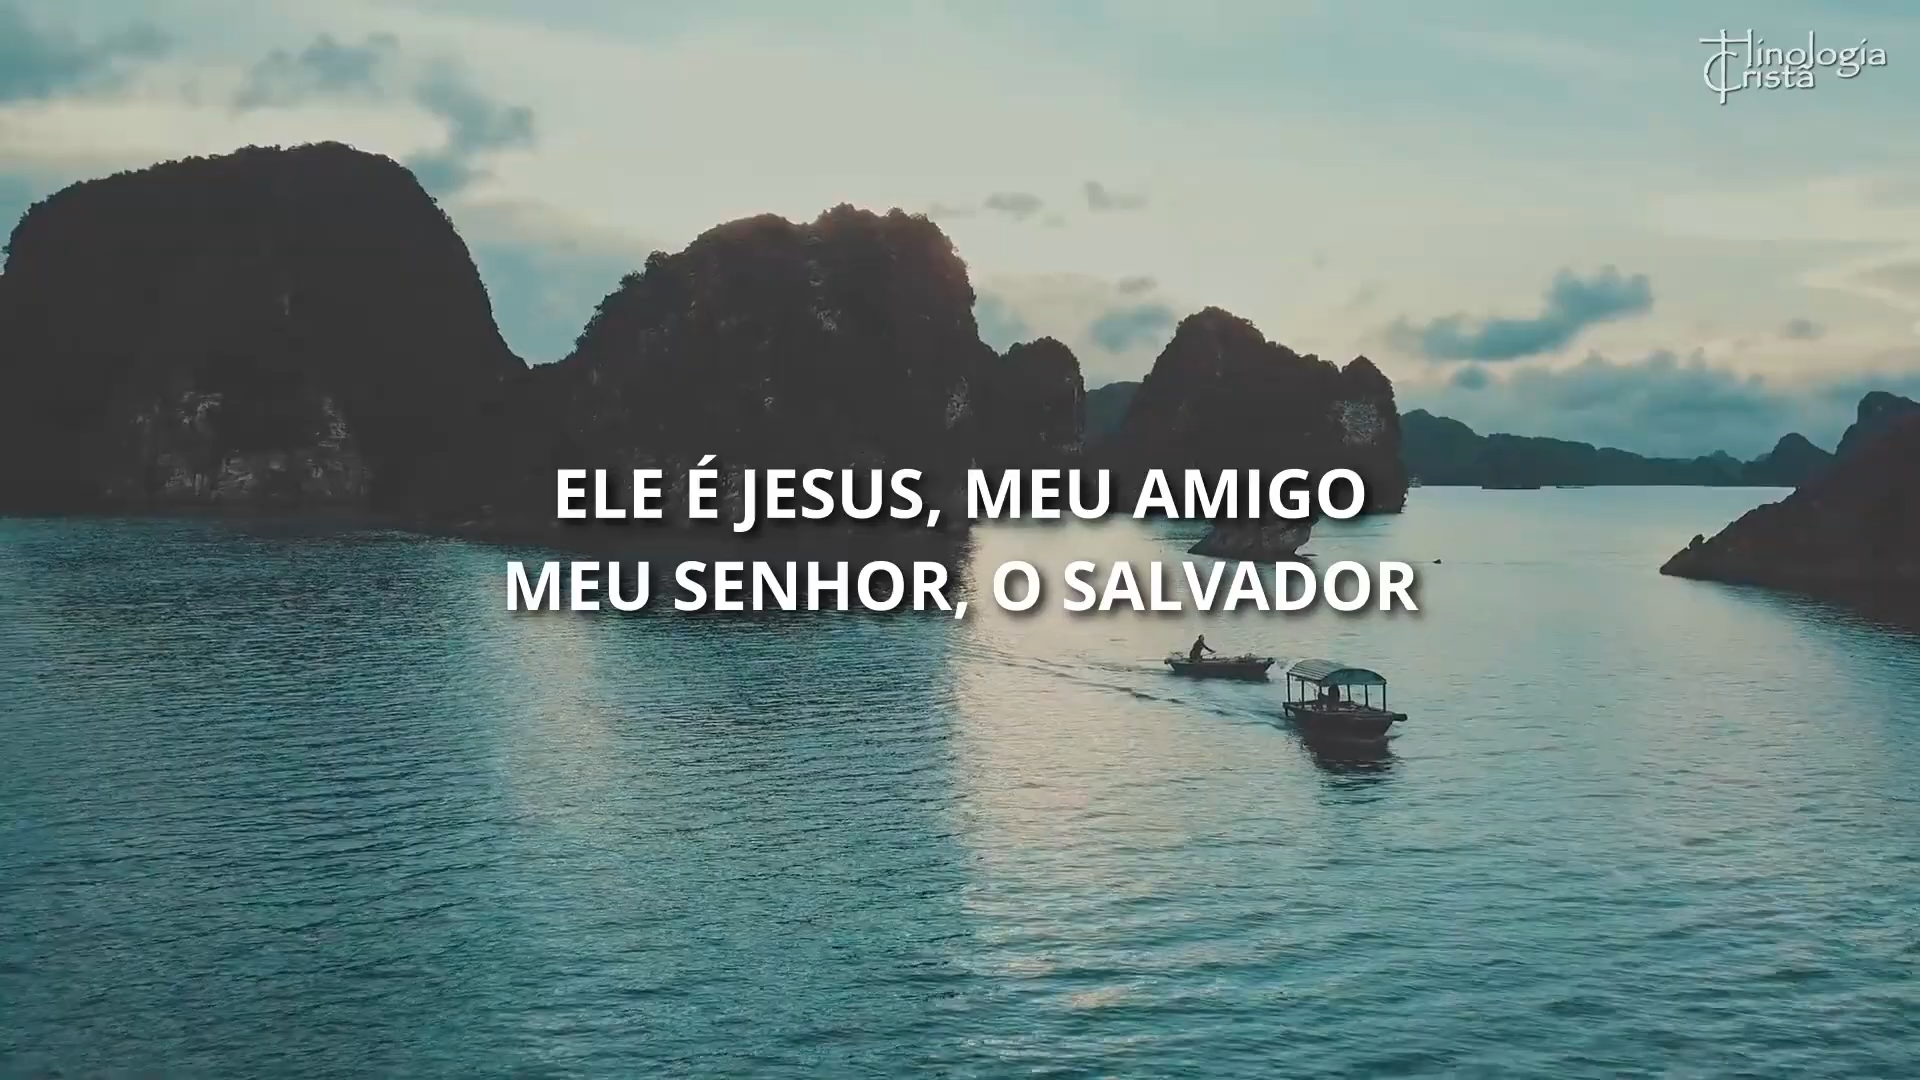 Hinologia
Cristã
ELE É JESUS, MEU AMIGO
MEU SENHOR, O SALVADOR